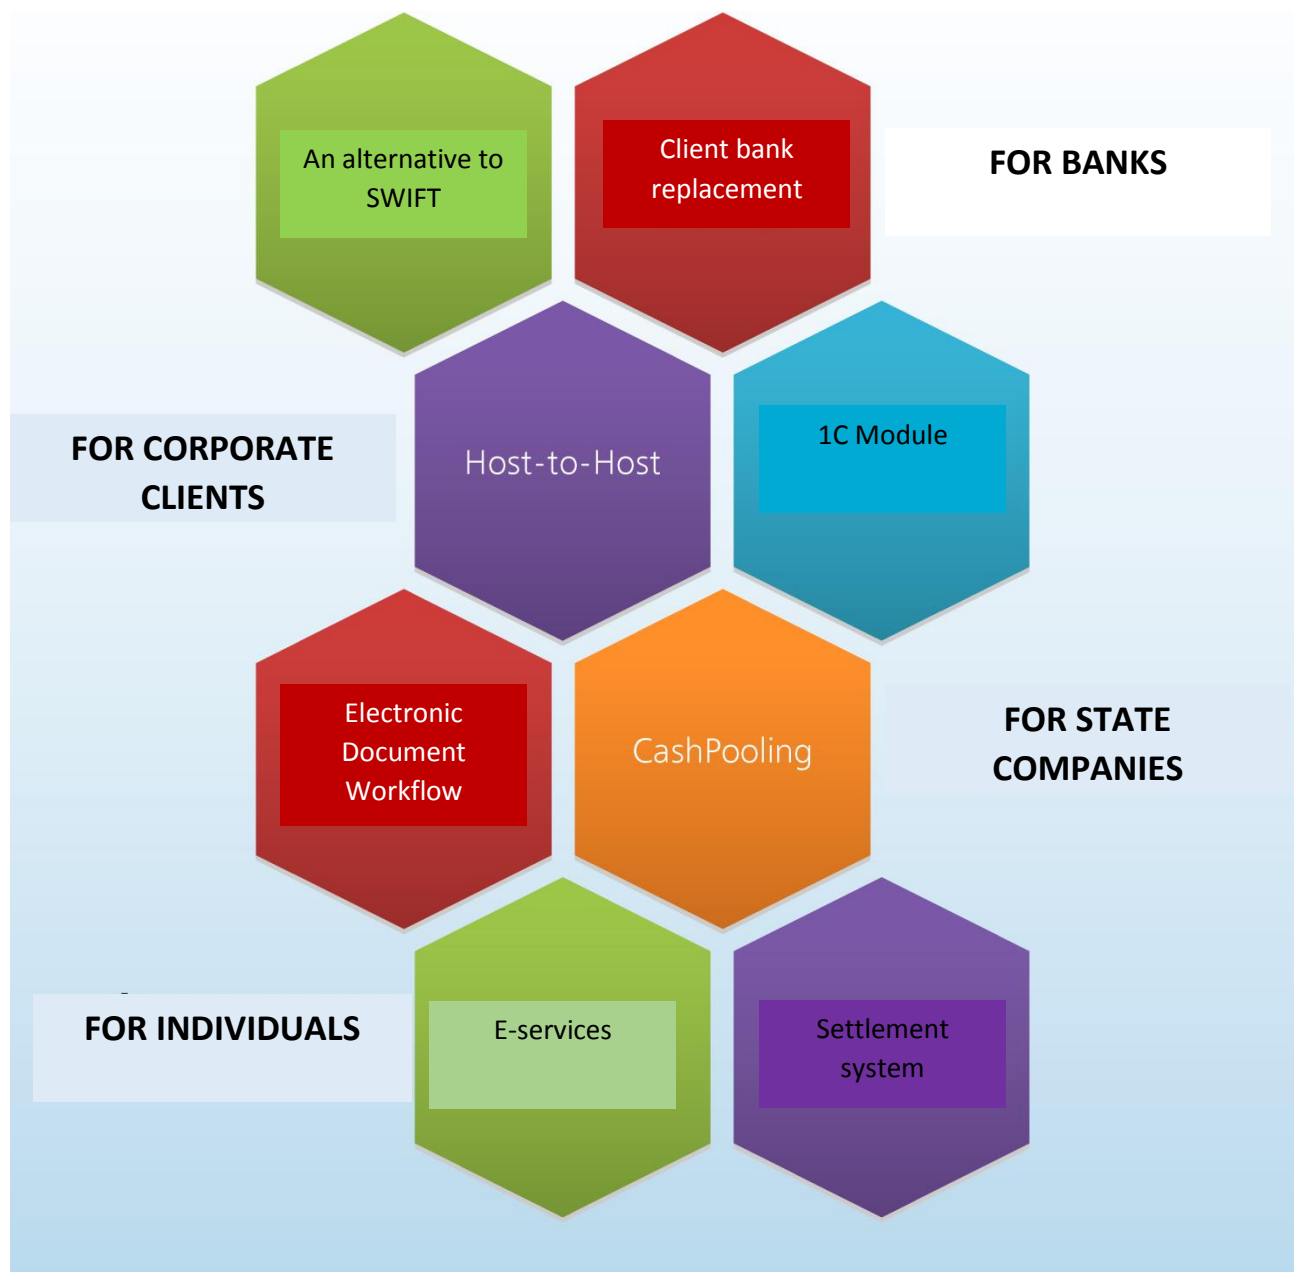 An alternative to
SWIFT
Client bank
replacement
FOR BANKS
FOR CORPORATE
CLIENTS
Host-to-Host
1C Module
Electronic
Document
Workflow
CashPooling
FOR STATE
COMPANIES
FOR INDIVIDUALS
E-services
Settlement
system